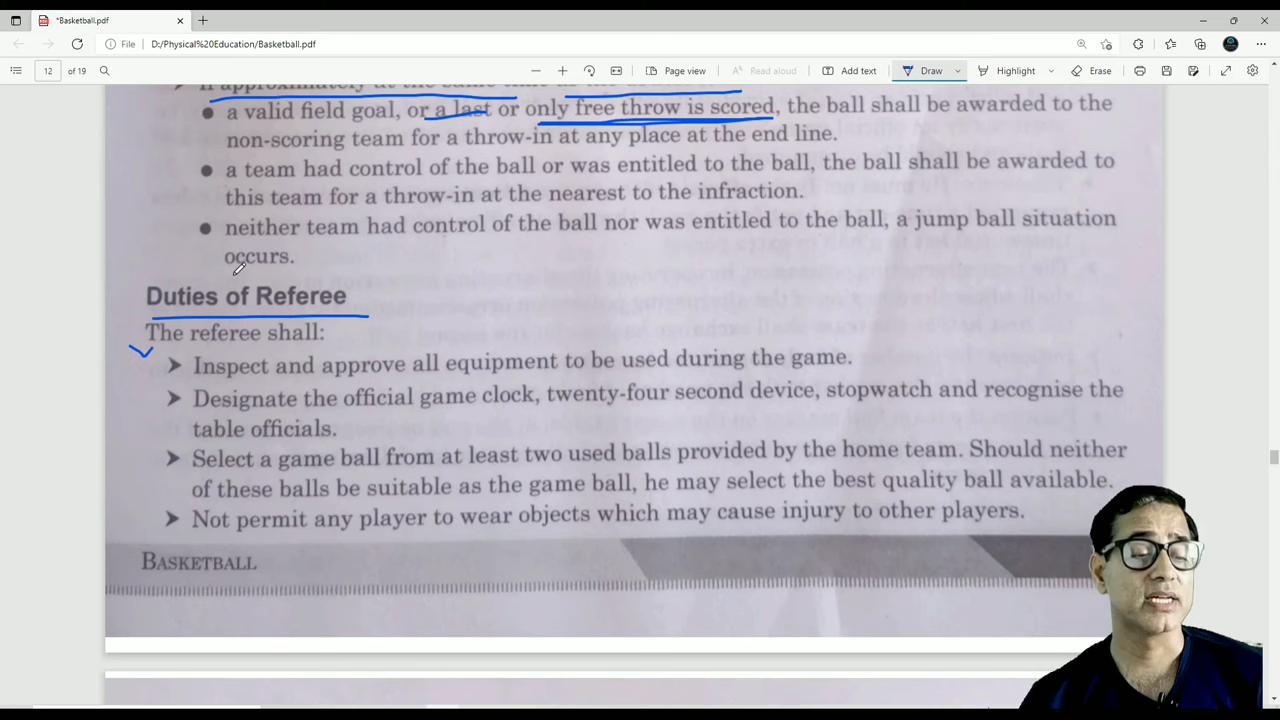 *Basketball.pdf
File D:/Physical%20Education/Basketball.pdf
12 of 19 Page view Read aloud Add text Draw Highlight Erase
If approximately at the same time as the
a valid field goal, or a last or only free throw is scored, the ball shall be awarded to the
non-scoring team for a throw-in at any place at the end line.
a team had control of the ball or was entitled to the ball, the ball shall be awarded to
this team for a throw-in at the nearest to the infraction.
neither team had control of the ball nor was entitled to the ball, a jump ball situation
occurs.
Duties of Referee
The referee shall:
Inspect and approve all equipment to be used during the game.
Designate the official game clock, twenty-four second device, stopwatch and recognise the
table officials.
Select a game ball from at least two used balls provided by the home team. Should neither
of these balls be suitable as the game ball, he may select the best quality ball available.
Not permit any player to wear objects which may cause injury to other players.
BASKETBALL